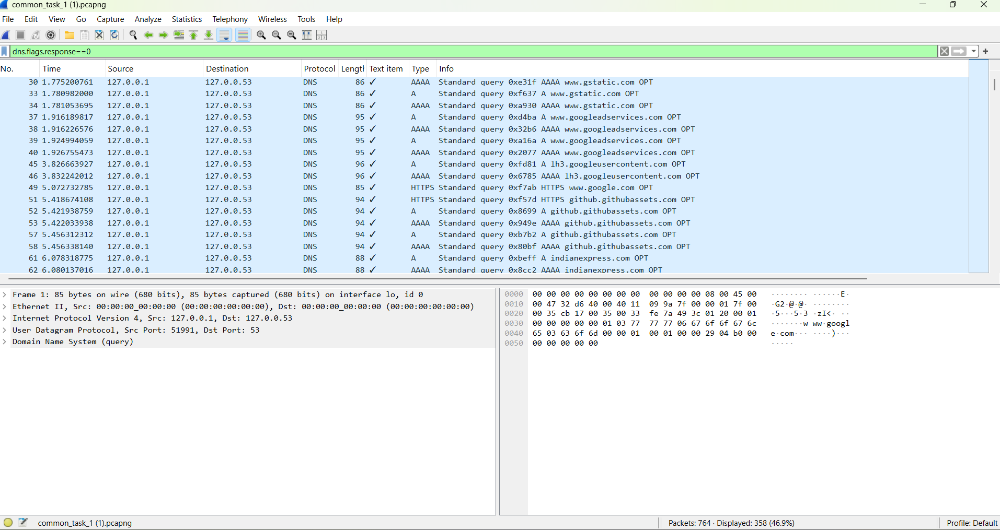 common_task_1 (1).pcapng
File Edit View Go Capture Analyze Statistics Telephony Wireless Tools Help
dns.flags.response==0
No. Time Source Destination Protocol Length Text item Type Info
30 1.775200761 127.0.0.1 127.0.0.53 DNS 86 ✓ AAAA Standard query 0xe31f AAAA www.gstatic.com OPT
33 1.780982000 127.0.0.1 127.0.0.53 DNS 86 ✓ A Standard query 0xf637 A www.gstatic.com OPT
34 1.781053695 127.0.0.1 127.0.0.53 DNS 86 ✓ AAAA Standard query 0xa930 AAAA www.gstatic.com OPT
37 1.916189817 127.0.0.1 127.0.0.53 DNS 95 ✓ A Standard query 0xd4ba A www.googleadservices.com OPT
38 1.916226576 127.0.0.1 127.0.0.53 DNS 95 ✓ AAAA Standard query 0x32b6 AAAA www.googleadservices.com OPT
39 1.924994059 127.0.0.1 127.0.0.53 DNS 95 ✓ A Standard query 0xa16a A www.googleadservices.com OPT
40 1.926755473 127.0.0.1 127.0.0.53 DNS 95 ✓ AAAA Standard query 0x2077 AAAA www.googleadservices.com OPT
45 3.826663927 127.0.0.1 127.0.0.53 DNS 96 ✓ A Standard query 0xfd81 A lh3.googleusercontent.com OPT
46 3.832242012 127.0.0.1 127.0.0.53 DNS 96 ✓ AAAA Standard query 0x6785 AAAA lh3.googleusercontent.com OPT
49 5.072732785 127.0.0.1 127.0.0.53 DNS 85 ✓ HTTPS Standard query 0xf7ab HTTPS www.google.com OPT
51 5.418674108 127.0.0.1 127.0.0.53 DNS 94 ✓ HTTPS Standard query 0xf57d HTTPS github.githubassets.com OPT
52 5.421938759 127.0.0.1 127.0.0.53 DNS 94 ✓ A Standard query 0x8699 A github.githubassets.com OPT
53 5.422033938 127.0.0.1 127.0.0.53 DNS 94 ✓ AAAA Standard query 0x949e AAAA github.githubassets.com OPT
57 5.456312312 127.0.0.1 127.0.0.53 DNS 94 ✓ A Standard query 0xb7b2 A github.githubassets.com OPT
58 5.456338140 127.0.0.1 127.0.0.53 DNS 94 ✓ AAAA Standard query 0x80bf AAAA github.githubassets.com OPT
61 6.078318775 127.0.0.1 127.0.0.53 DNS 88 ✓ A Standard query 0xbeff A indianexpress.com OPT
62 6.080137016 127.0.0.1 127.0.0.53 DNS 88 ✓ AAAA Standard query 0x8cc2 AAAA indianexpress.com OPT
Frame 1: 85 bytes on wire (680 bits), 85 bytes captured (680 bits) on interface lo, id 0
Ethernet II, Src: 00:00:00_00:00:00 (00:00:00:00:00:00), Dst: 00:00:00_00:00:00 (00:00:00:00:00:00)
Internet Protocol Version 4, Src: 127.0.0.1, Dst: 127.0.0.53
User Datagram Protocol, Src Port: 51991, Dst Port: 53
Domain Name System (query)
0000 00 00 00 00 00 00 00 00 00 00 00 00 08 00 45 00 ········ ······E·
0010 00 47 32 d6 40 00 40 11 09 9a 7f 00 00 01 7f 00 ·G2·@·@· ········
0020 00 35 cb 17 00 35 00 33 fe 7a 49 3c 01 20 00 01 ·5···5·3 ·zI<· ··
0030 00 00 00 00 00 01 03 77 77 77 06 67 6f 6f 67 6c ·······w ww·googl
0040 65 03 63 6f 6d 00 00 01 00 01 00 00 29 04 b0 00 e·com··· ····)···
0050 00 00 00 00 00 ·····
common_task_1 (1).pcapng
Packets: 764 · Displayed: 358 (46.9%)
Profile: Default